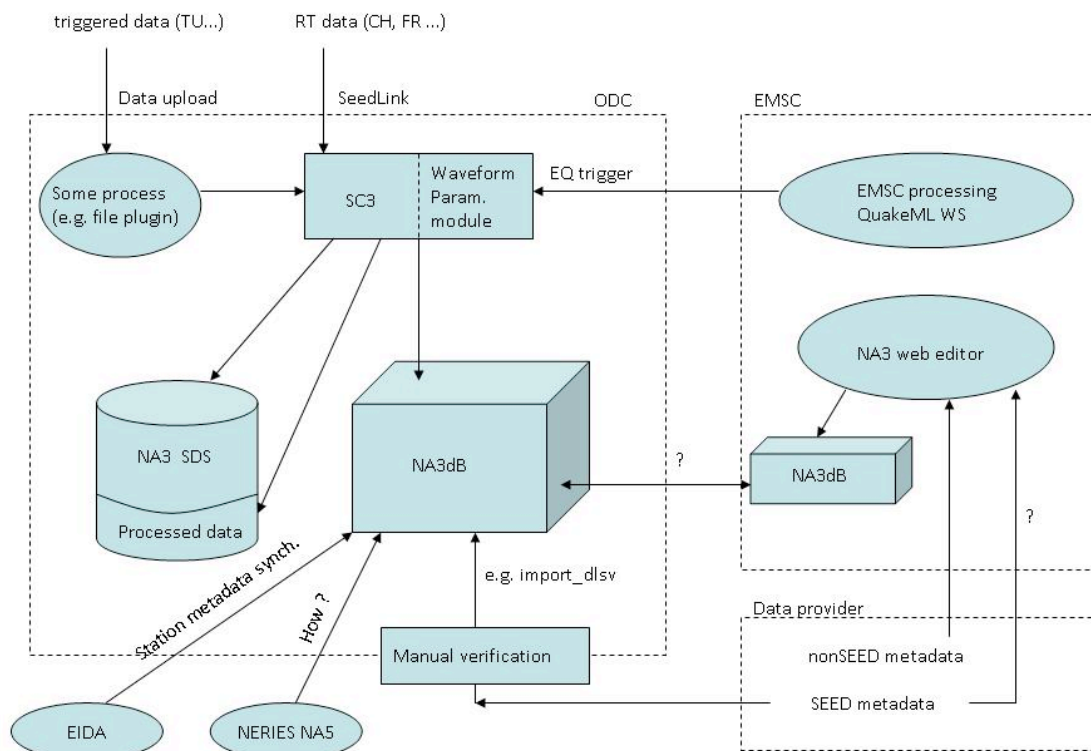 triggered data (TU...)
RT data (CH, FR ...)
Data upload
SeedLink
ODC
EMSC
Some process
(e.g. file plugin)
SC3
Waveform
Param.
module
EQ trigger
EMSC processing
QuakeML WS
NA3 web editor
NA3 SDS
Processed data
NA3dB
?
NA3dB
?
Station metadata synch.
How ?
e.g. import_dlsv
Manual verification
Data provider
nonSEED metadata
SEED metadata
EIDA
NERIES NA5